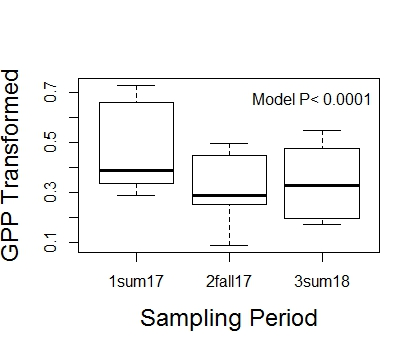 GPP Transformed
0.7
0.5
0.3
0.1
Model P< 0.0001
1sum17 2fall17 3sum18
Sampling Period